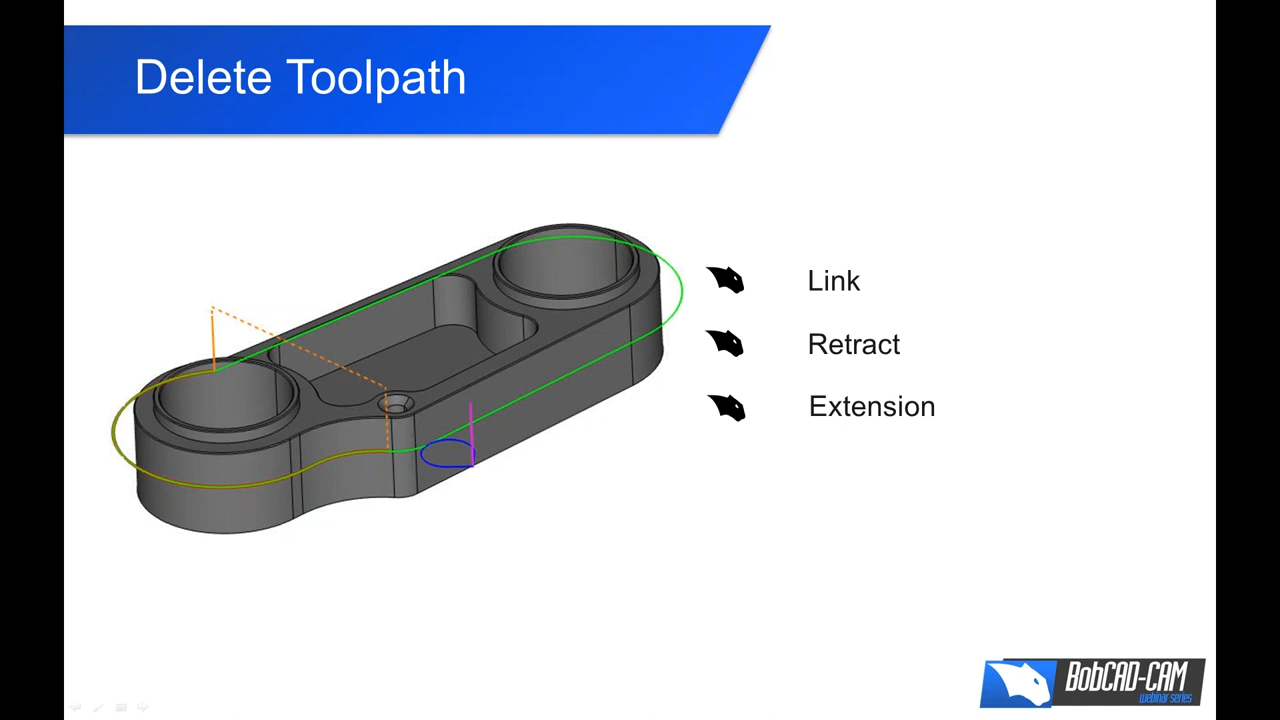 Delete Toolpath
Link
Retract
Extension
BobCAD-CAM
webinar series